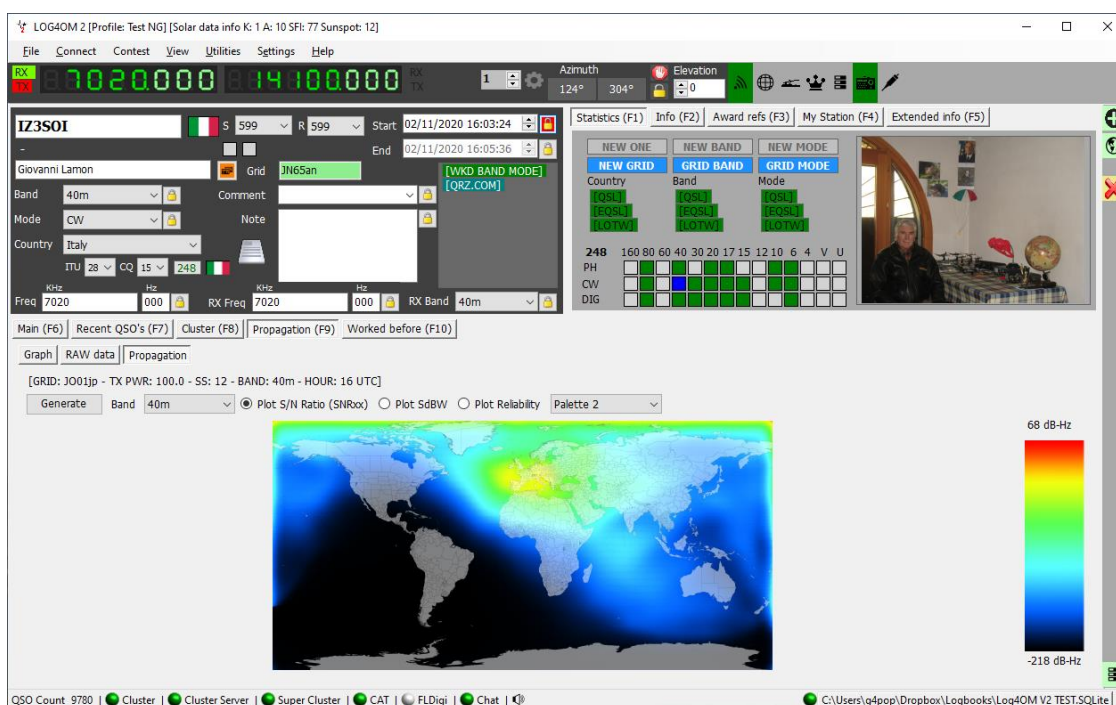 LOG4OM 2 [Profile: Test NG] [Solar data info K: 1 A: 10 SFI: 77 Sunspot: 12]
File Connect Contest View Utilities Settings Help
RX 7020.000 14100.000 RX 1 Azimuth Elevation
TX TX 124° 304° 0
IZ3SOI S 599 R 599 Start 02/11/2020 16:03:24
- End 02/11/2020 16:05:36
Giovanni Lamon Grid JN65an [WKD BAND MODE]
[QRZ.COM]
Band 40m Comment
Mode CW Note
Country Italy
ITU 28 CQ 15 248
KHz Hz KHz Hz
Freq 7020 000 RX Freq 7020 000 RX Band 40m
Statistics (F1) Info (F2) Award refs (F3) My Station (F4) Extended info (F5)
NEW ONE NEW BAND NEW MODE
NEW GRID GRID BAND GRID MODE
Country Band Mode
[QSL] [QSL] [QSL]
[EQSL] [EQSL] [EQSL]
[LOTW] [LOTW] [LOTW]
248 160 80 60 40 30 20 17 15 12 10 6 4 V U
PH
CW
DIG
Main (F6) Recent QSO's (F7) Cluster (F8) Propagation (F9) Worked before (F10)
Graph RAW data Propagation
[GRID: JO01jp - TX PWR: 100.0 - SS: 12 - BAND: 40m - HOUR: 16 UTC]
Generate Band 40m Plot S/N Ratio (SNRxx) Plot SdBW Plot Reliability Palette 2
68 dB-Hz
-218 dB-Hz
QSO Count 9780 | Cluster | Cluster Server | Super Cluster | CAT | FLDigi | Chat | C:\Users\g4pop\Dropbox\Logbooks\Log4OM V2 TEST.SQLite